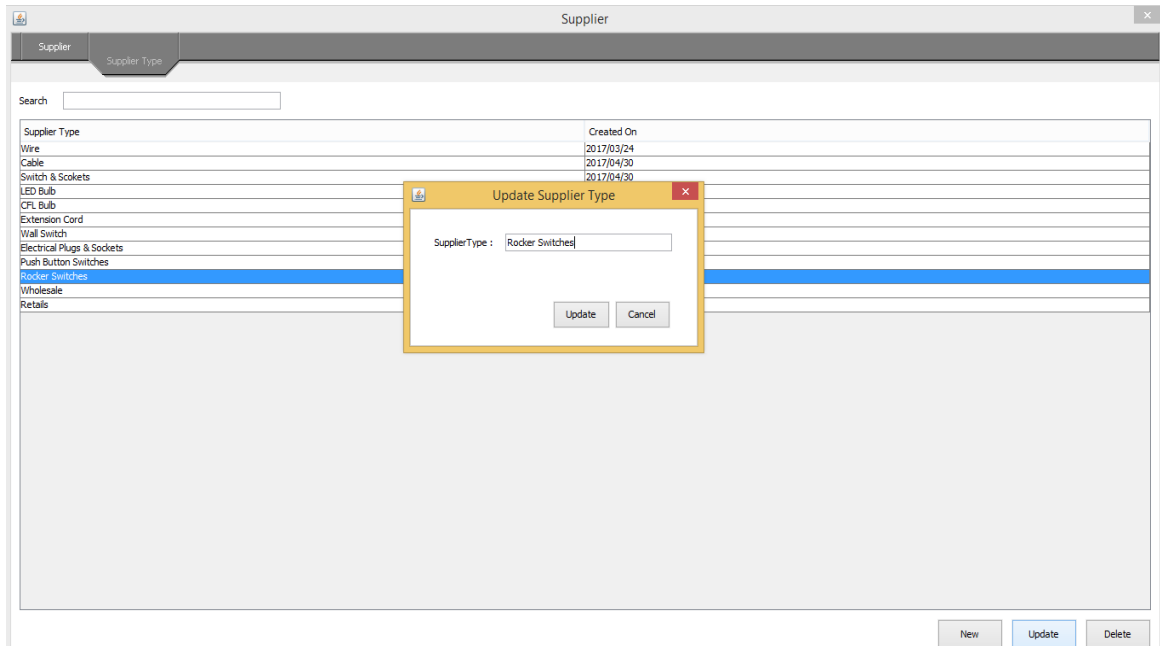 Supplier
Supplier
Supplier Type
Search
Supplier Type Created On
Wire 2017/03/24
Cable 2017/04/30
Switch & Scokets 2017/04/30
LED Bulb
CFL Bulb
Extension Cord
Wall Switch
Electrical Plugs & Sockets
Push Button Switches
Rocker Switches
Wholesale
Retails
Update Supplier Type
SupplierType : Rocker Switches
Update Cancel
New Update Delete